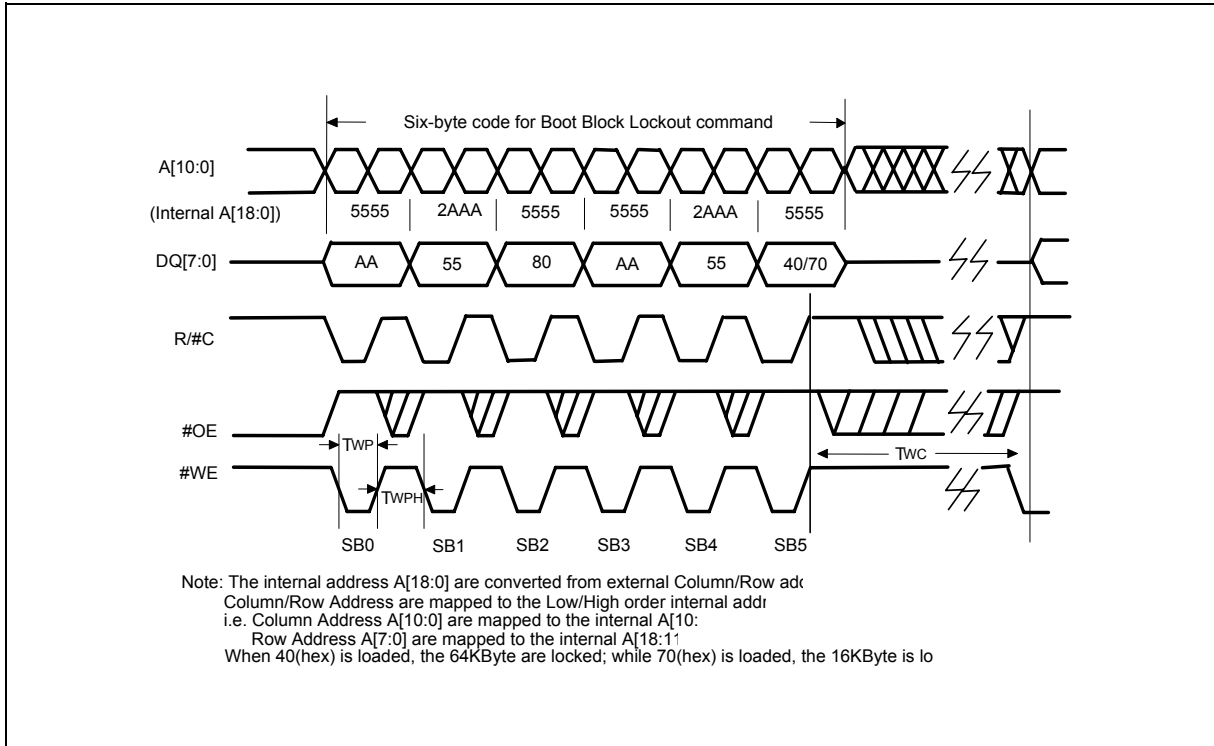 Six-byte code for Boot Block Lockout command
A[10:0]
(Internal A[18:0])
5555 2AAA 5555 5555 2AAA 5555
DQ[7:0]
AA 55 80 AA 55 40/70
R/#C
#OE
TWP
TWC
#WE
TWPH
SB0 SB1 SB2 SB3 SB4 SB5
Note: The internal address A[18:0] are converted from external Column/Row
Column/Row Address are mapped to the Low/High order internal
i.e. Column Address A[10:0] are mapped to the internal A[10:
Row Address A[7:0] are mapped to the internal A[18:11
When 40(hex) is loaded, the 64KByte are locked; while 70(hex) is loaded, the 16KByte is lo